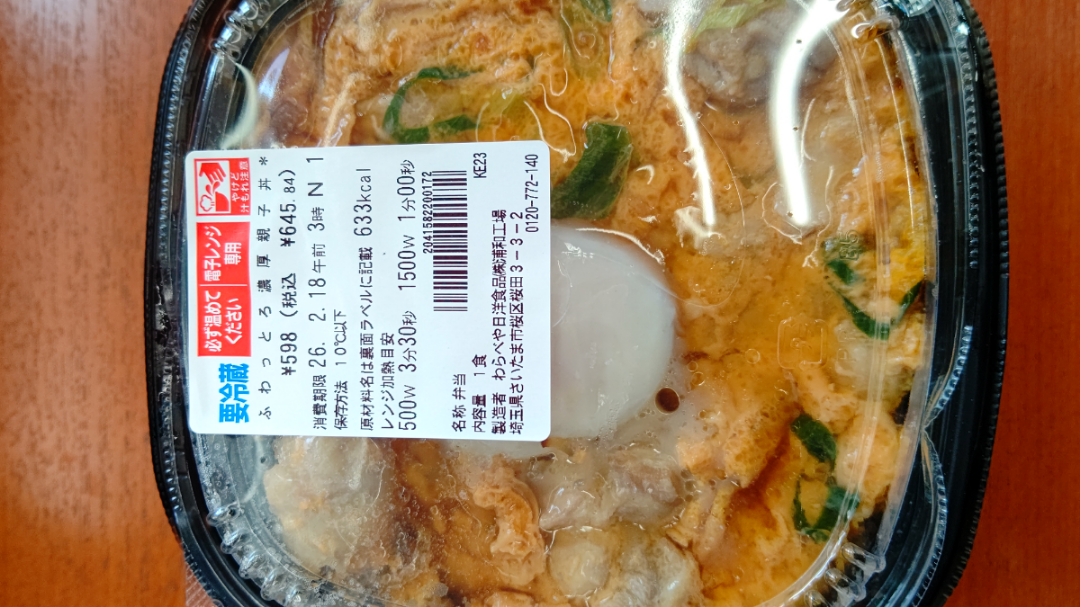 要冷蔵
必ず温めて
ください
電子レンジ
専用
やけど
汁もれ注意
ふわっとろ濃厚親子丼 *
¥598 (税込 ¥645.84)
消費期限 26. 2.18午前 3時 N 1
保存方法 10℃以下
原材料名は裏面ラベルに記載 633kcal
レンジ加熱目安
500w 3分30秒 1500w 1分00秒
2041582200172
名称 弁当
内容量 1食 KE23
製造者 わらべや日洋食品㈱浦和工場
埼玉県さいたま市桜区桜田3-3-2
0120-772-140